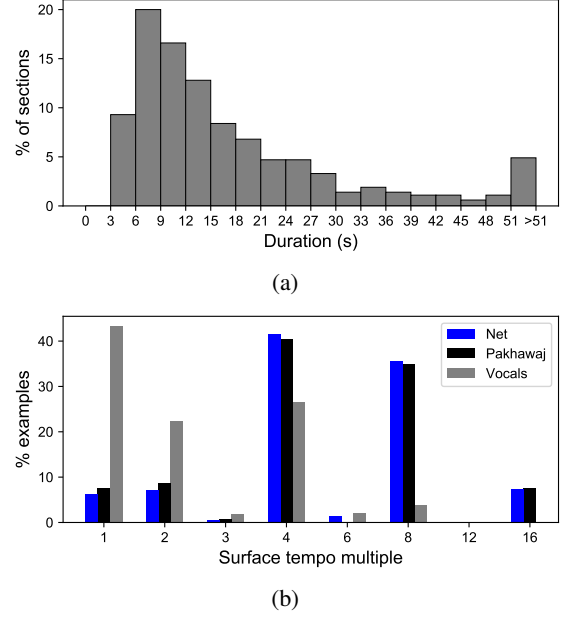 20
15
10
5
0
% of sections
0 3 6 9 12 15 18 21 24 27 30 33 36 39 42 45 48 51 >51
Duration (s)
(a)
40
30
20
10
0
% examples
Net
Pakhawaj
Vocals
1 2 3 4 6 8 12 16
Surface tempo multiple
(b)